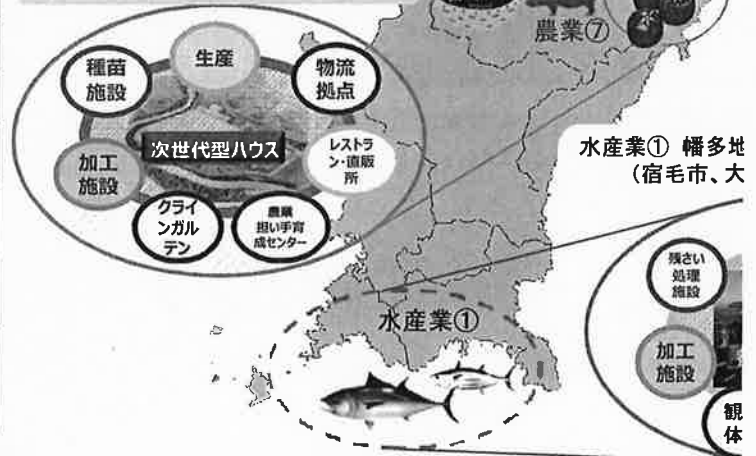 農業⑦
生産
種苗
施設
物流
拠点
次世代型ハウス
レストラ
ン・直販
所
加工
施設
クライ
ンガル
テン
農業
担い手育
成センター
水産業① 幡多地
(宿毛市、大
水産業①
残さい
処理
施設
加工
施設
観
体